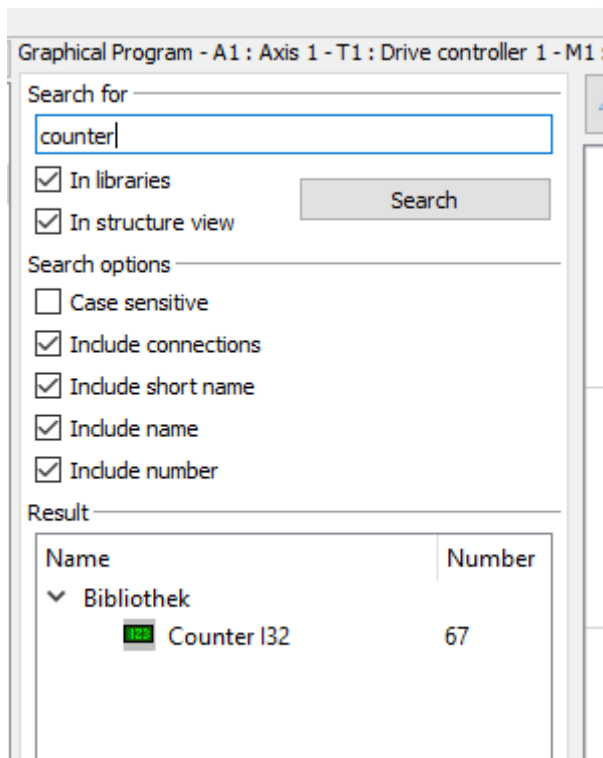 Graphical Program - A1 : Axis 1 - T1 : Drive controller 1 - M1 :
Search for
counter
In libraries
Search
In structure view
Search options
Case sensitive
Include connections
Include short name
Include name
Include number
Result
Name Number
Bibliothek
123 Counter I32 67